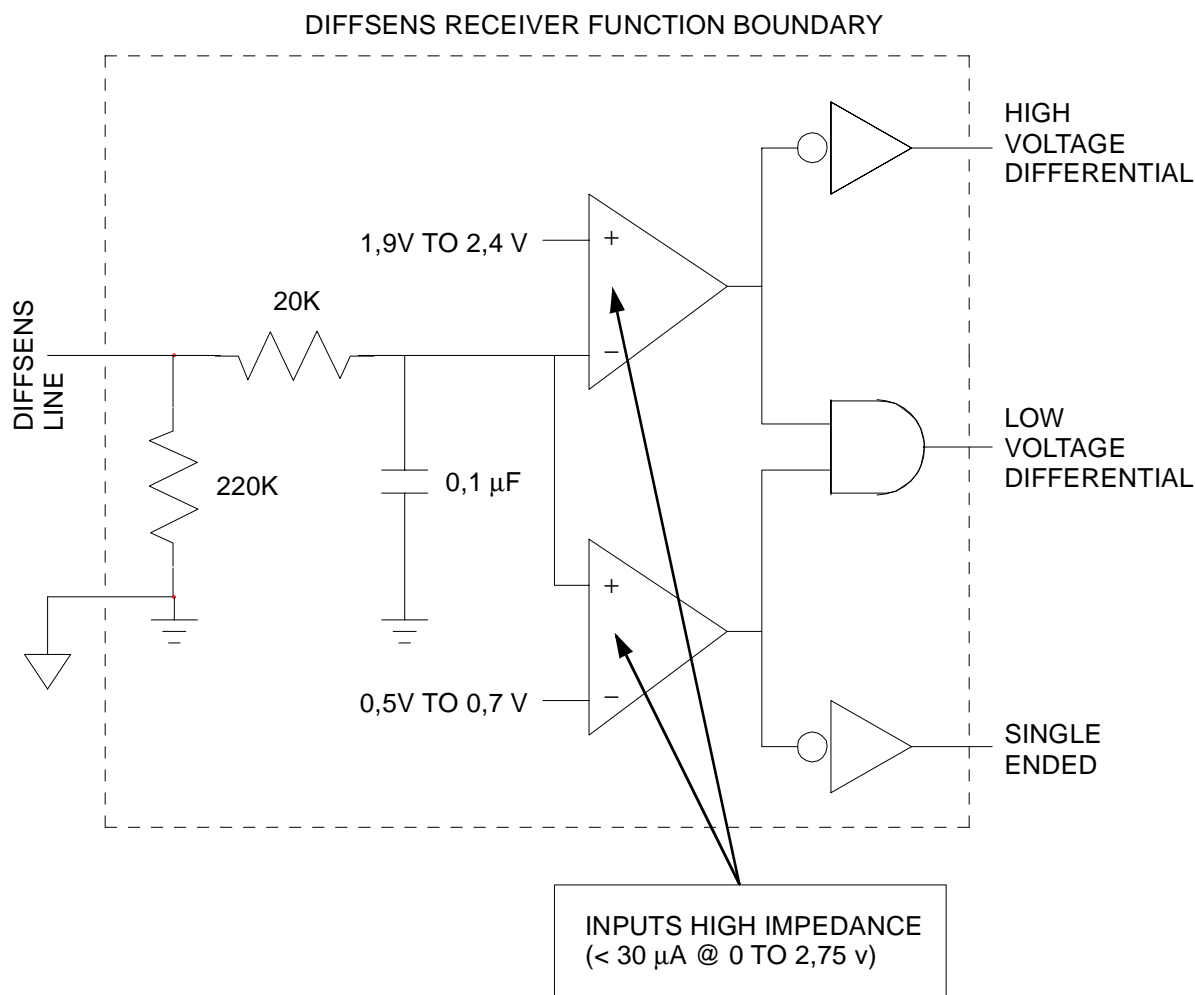 DIFFSENS RECEIVER FUNCTION BOUNDARY
HIGH
VOLTAGE
DIFFERENTIAL
1,9V TO 2,4 V
+
−
20K
DIFFSENS
LINE
220K
0,1 μF
LOW
VOLTAGE
DIFFERENTIAL
+
−
0,5V TO 0,7 V
SINGLE
ENDED
INPUTS HIGH IMPEDANCE
(< 30 μA @ 0 TO 2,75 v)